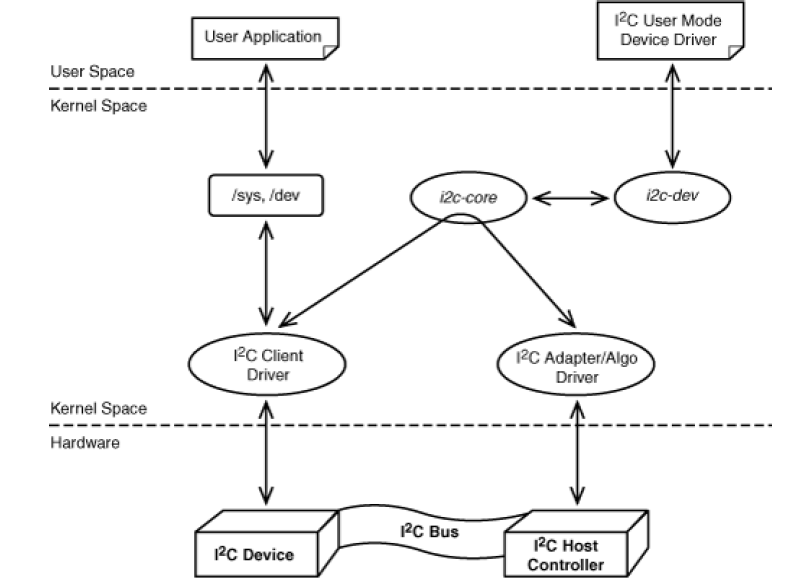 User Application
I²C User Mode
Device Driver
User Space
Kernel Space
/sys, /dev
i2c-core
i2c-dev
I²C Client
Driver
I²C Adapter/Algo
Driver
Kernel Space
Hardware
I²C Bus
I²C Device
I²C Host
Controller